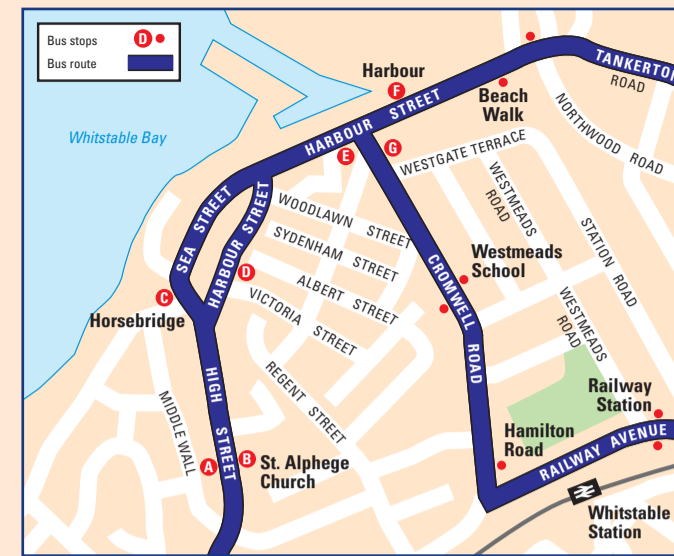 Bus stops D
Bus route
Whitstable Bay
Harbour
F
HARBOUR STREET
E
G
Beach
Walk
TANKERTON
ROAD
NORTHWOOD ROAD
WESTGATE TERRACE
WESTMEADS
ROAD
STATION ROAD
WESTMEADS
ROAD
SEA STREET
HARBOUR STREET
WOODLAWN STREET
SYDENHAM STREET
ALBERT STREET
VICTORIA STREET
REGENT STREET
D
C
Horsebridge
CROMWELL ROAD
Westmeads
School
HIGH STREET
MIDDLE WALL
A
B
St. Alphege
Church
Hamilton
Road
Railway
Station
RAILWAY AVENUE
Whitstable
Station